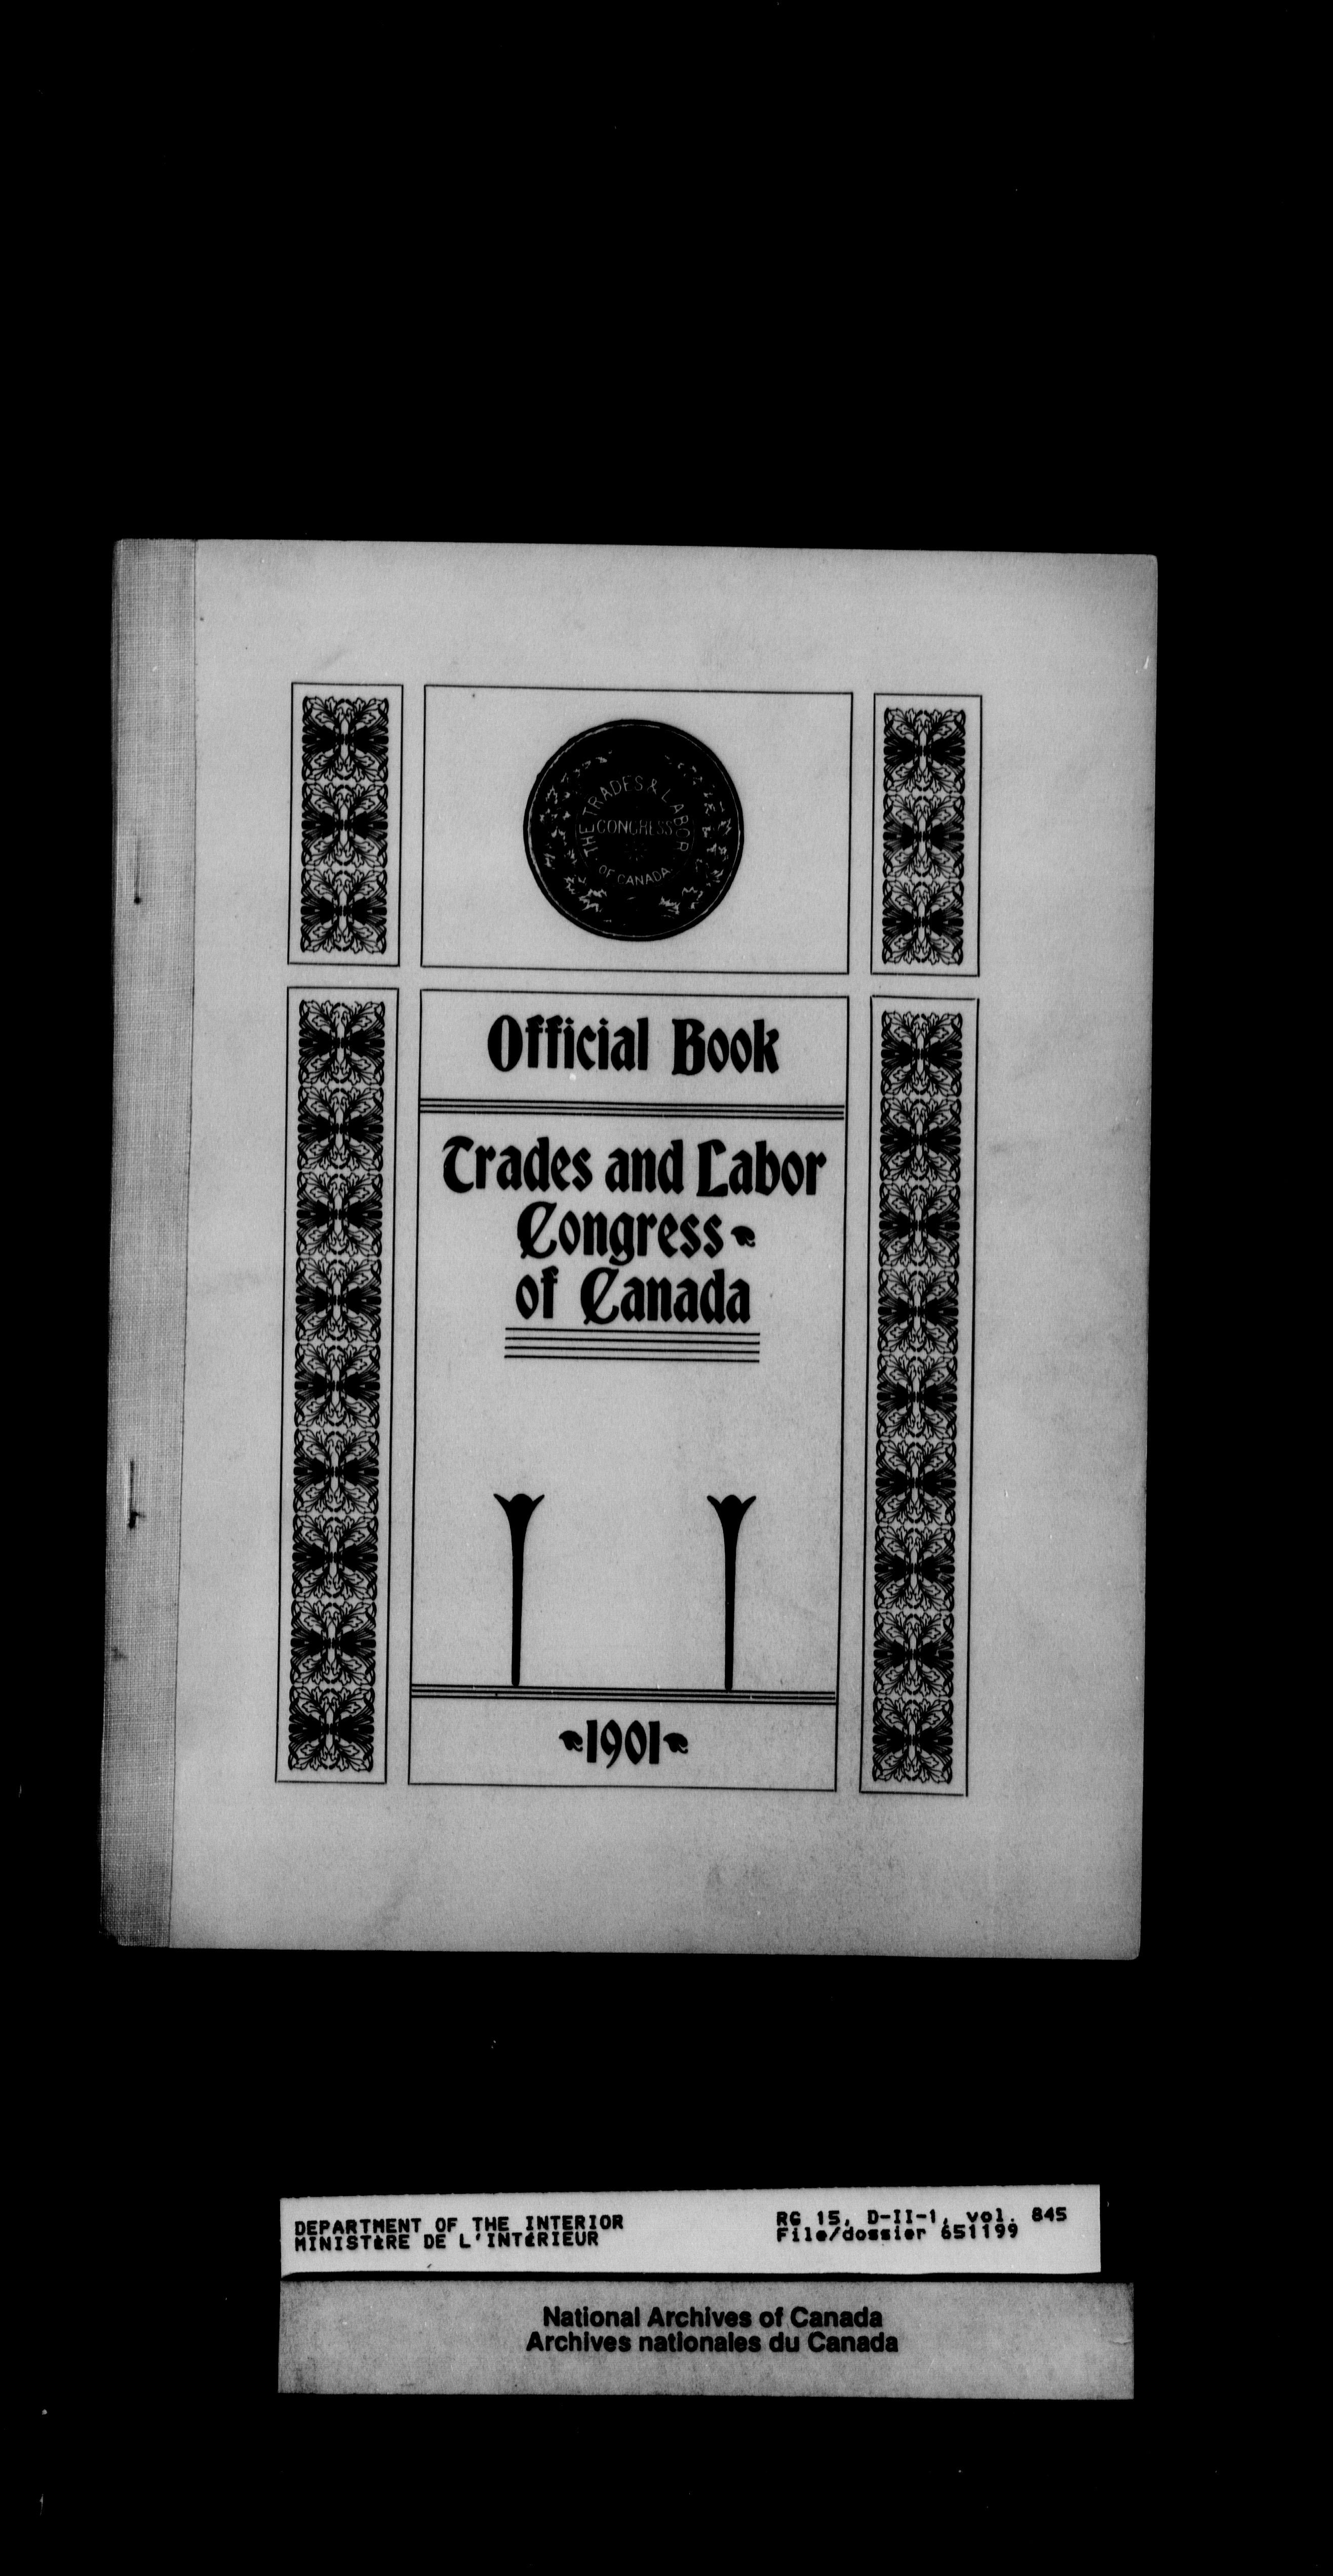 THE TRADES & LABOR
CONGRESS
OF CANADA
Official Book
Trades and Labor
Congress
of Canada
1901
DEPARTMENT OF THE INTERIOR
MINISTÈRE DE L'INTÉRIEUR
RG 15, D-II-1, vol. 845
File/dossier 651199
National Archives of Canada
Archives nationales du Canada